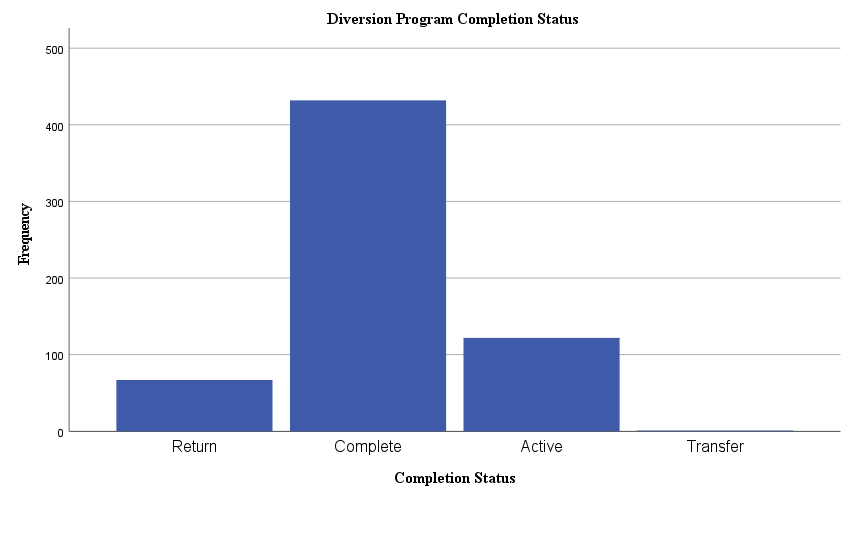 Diversion Program Completion Status
500
400
300
200
100
0
Frequency
Return Complete Active Transfer
Completion Status